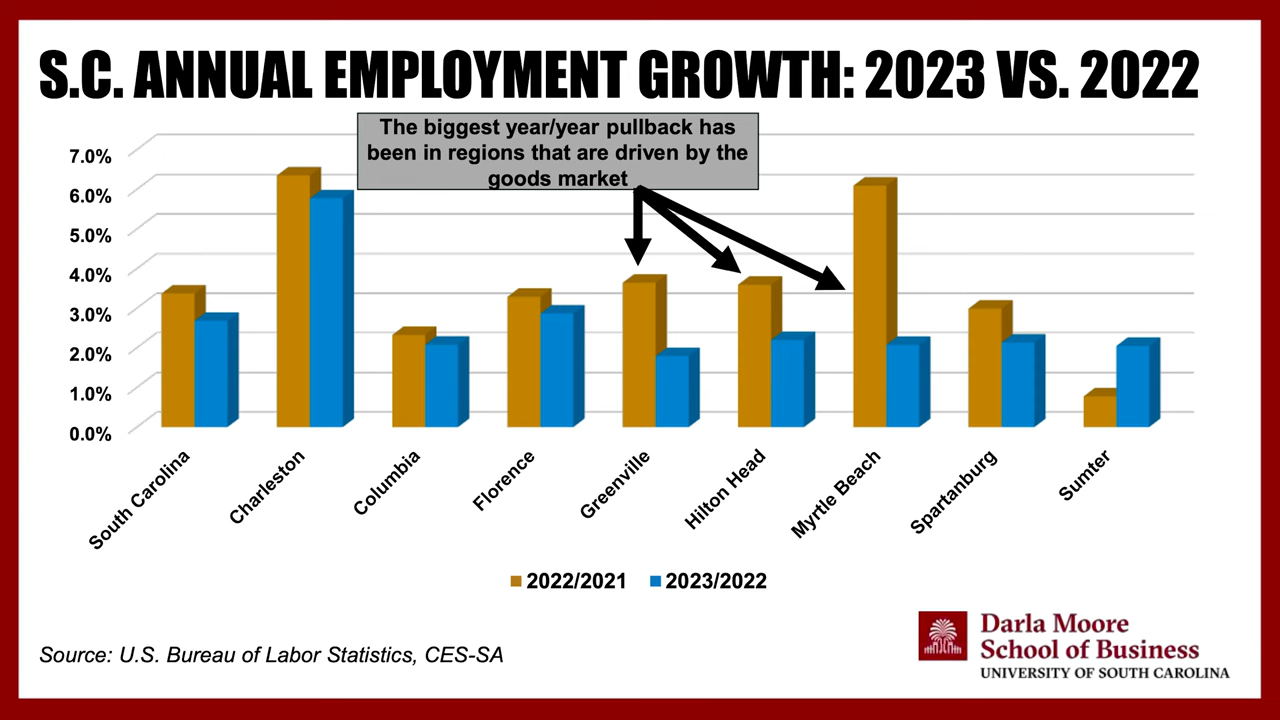 S.C. ANNUAL EMPLOYMENT GROWTH: 2023 VS. 2022
The biggest year/year pullback has
been in regions that are driven by the
goods market
7.0%
6.0%
5.0%
4.0%
3.0%
2.0%
1.0%
0.0%
South Carolina
Charleston
Columbia
Florence
Greenville
Hilton Head
Myrtle Beach
Spartanburg
Sumter
2022/2021 2023/2022
Source: U.S. Bureau of Labor Statistics, CES-SA
Darla Moore
School of Business
UNIVERSITY OF SOUTH CAROLINA